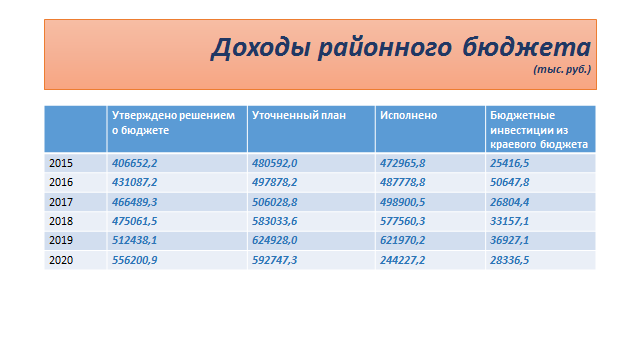 Доходы районного бюджета
(тыс. руб.)
Утверждено решением о бюджете Уточненный план Исполнено Бюджетные инвестиции из краевого бюджета
2015 406652,2 480592,0 472965,8 25416,5
2016 431087,2 497878,2 487778,8 50647,8
2017 466489,3 506028,8 498900,5 26804,4
2018 475061,5 583033,6 577560,3 33157,1
2019 512438,1 624928,0 621970,2 36927,1
2020 556200,9 592747,3 244227,2 28336,5